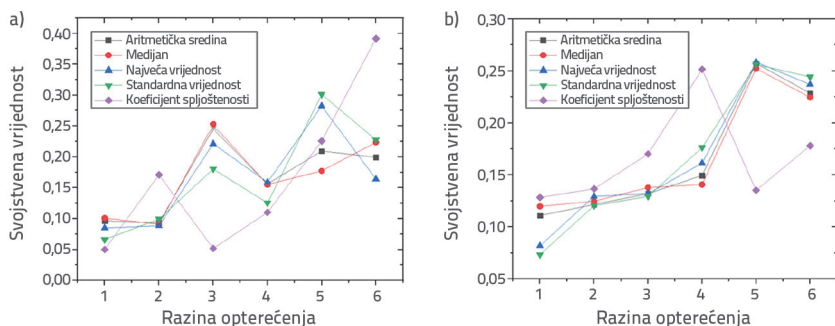 a)
Svojstvena vrijednost
0,40
0,35
0,30
0,25
0,20
0,15
0,10
0,05
0,00
Aritmetička sredina
Medijan
Najveća vrijednost
Standardna vrijednost
Koeficijent spljoštenosti
1 2 3 4 5 6
Razina opterećenja
b)
Svojstvena vrijednost
0,30
0,25
0,20
0,15
0,10
0,05
Aritmetička sredina
Medijan
Najveća vrijednost
Standardna vrijednost
Koeficijent spljoštenosti
1 2 3 4 5 6
Razina opterećenja